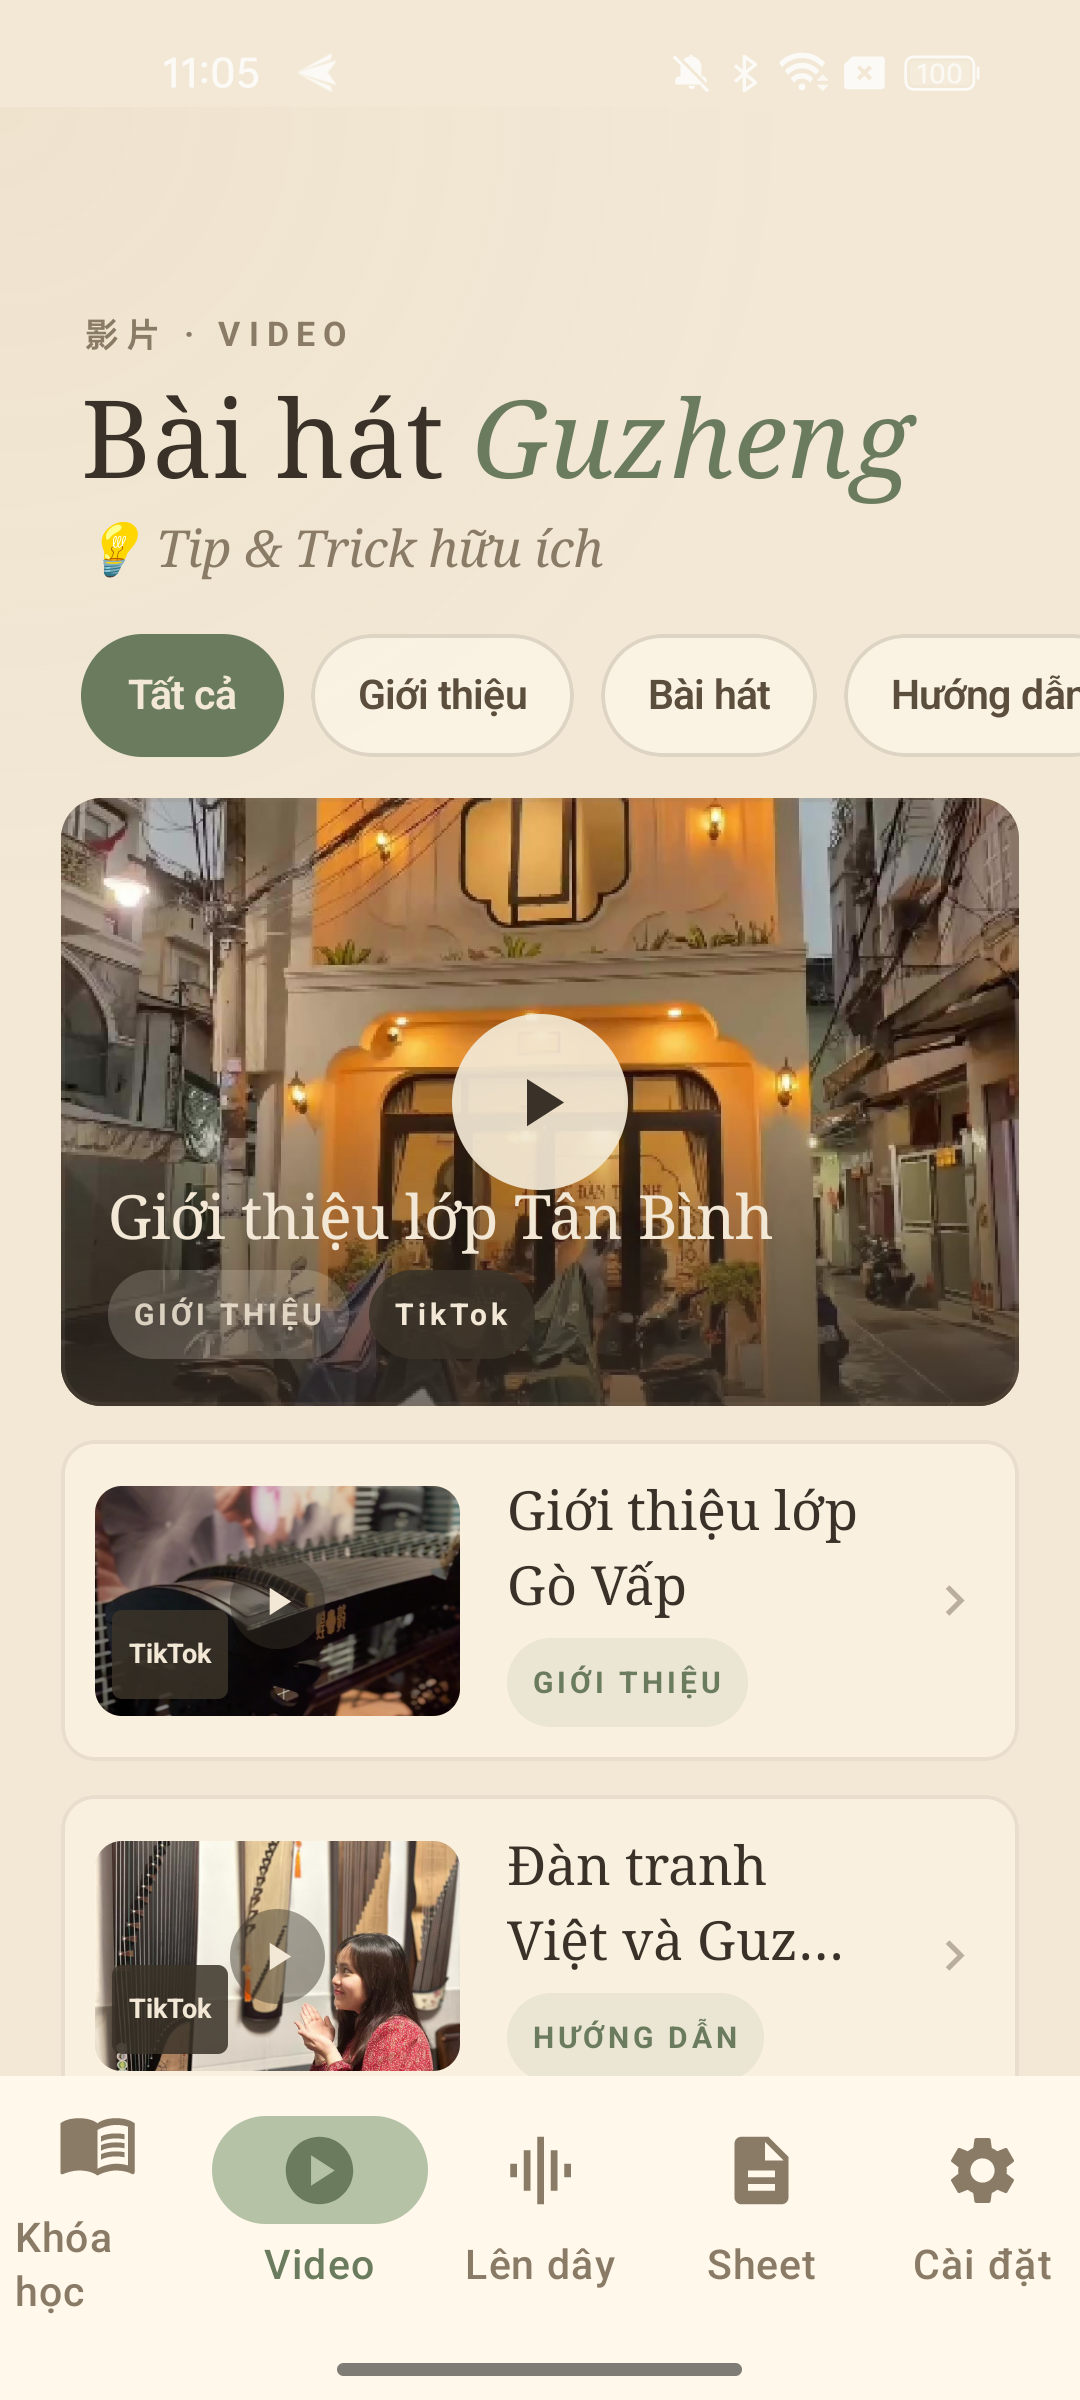 11:05
100
影片 · VIDEO
Bài hát Guzheng
💡 Tip & Trick hữu ích
Tất cả
Giới thiệu
Bài hát
Hướng dẫn
Giới thiệu lớp Tân Bình
GIỚI THIỆU
TikTok
Giới thiệu lớp
Gò Vấp
TikTok
GIỚI THIỆU
Đàn tranh
Việt và Guz...
TikTok
HƯỚNG DẪN
Khóa
học
Video
Lên dây
Sheet
Cài đặt